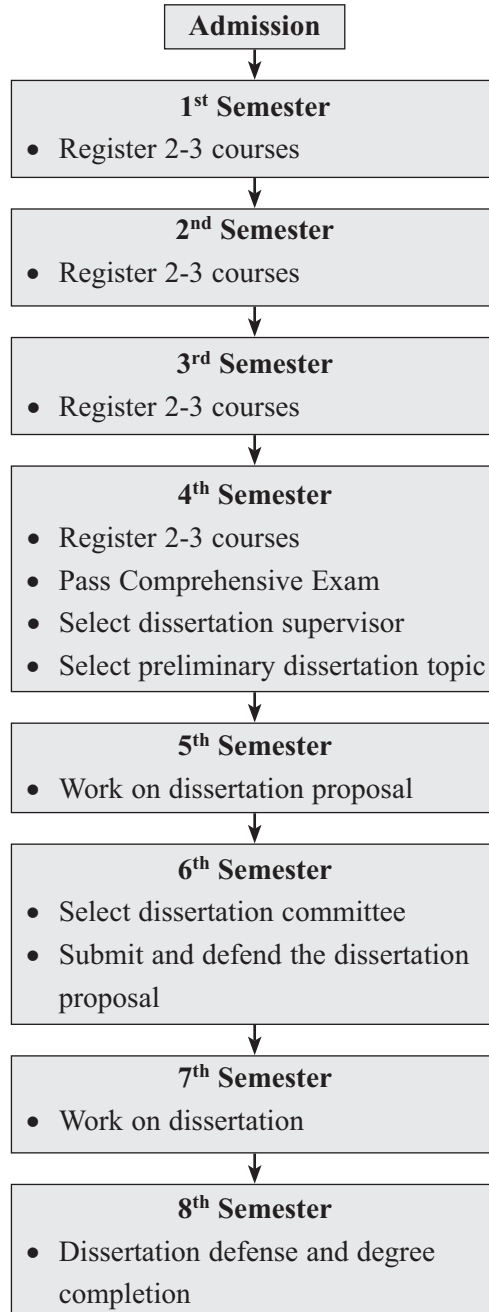 Admission
1st Semester
• Register 2-3 courses
2nd Semester
• Register 2-3 courses
3rd Semester
• Register 2-3 courses
4th Semester
• Register 2-3 courses
• Pass Comprehensive Exam
• Select dissertation supervisor
• Select preliminary dissertation topic
5th Semester
• Work on dissertation proposal
6th Semester
• Select dissertation committee
• Submit and defend the dissertation
proposal
7th Semester
• Work on dissertation
8th Semester
• Dissertation defense and degree
completion